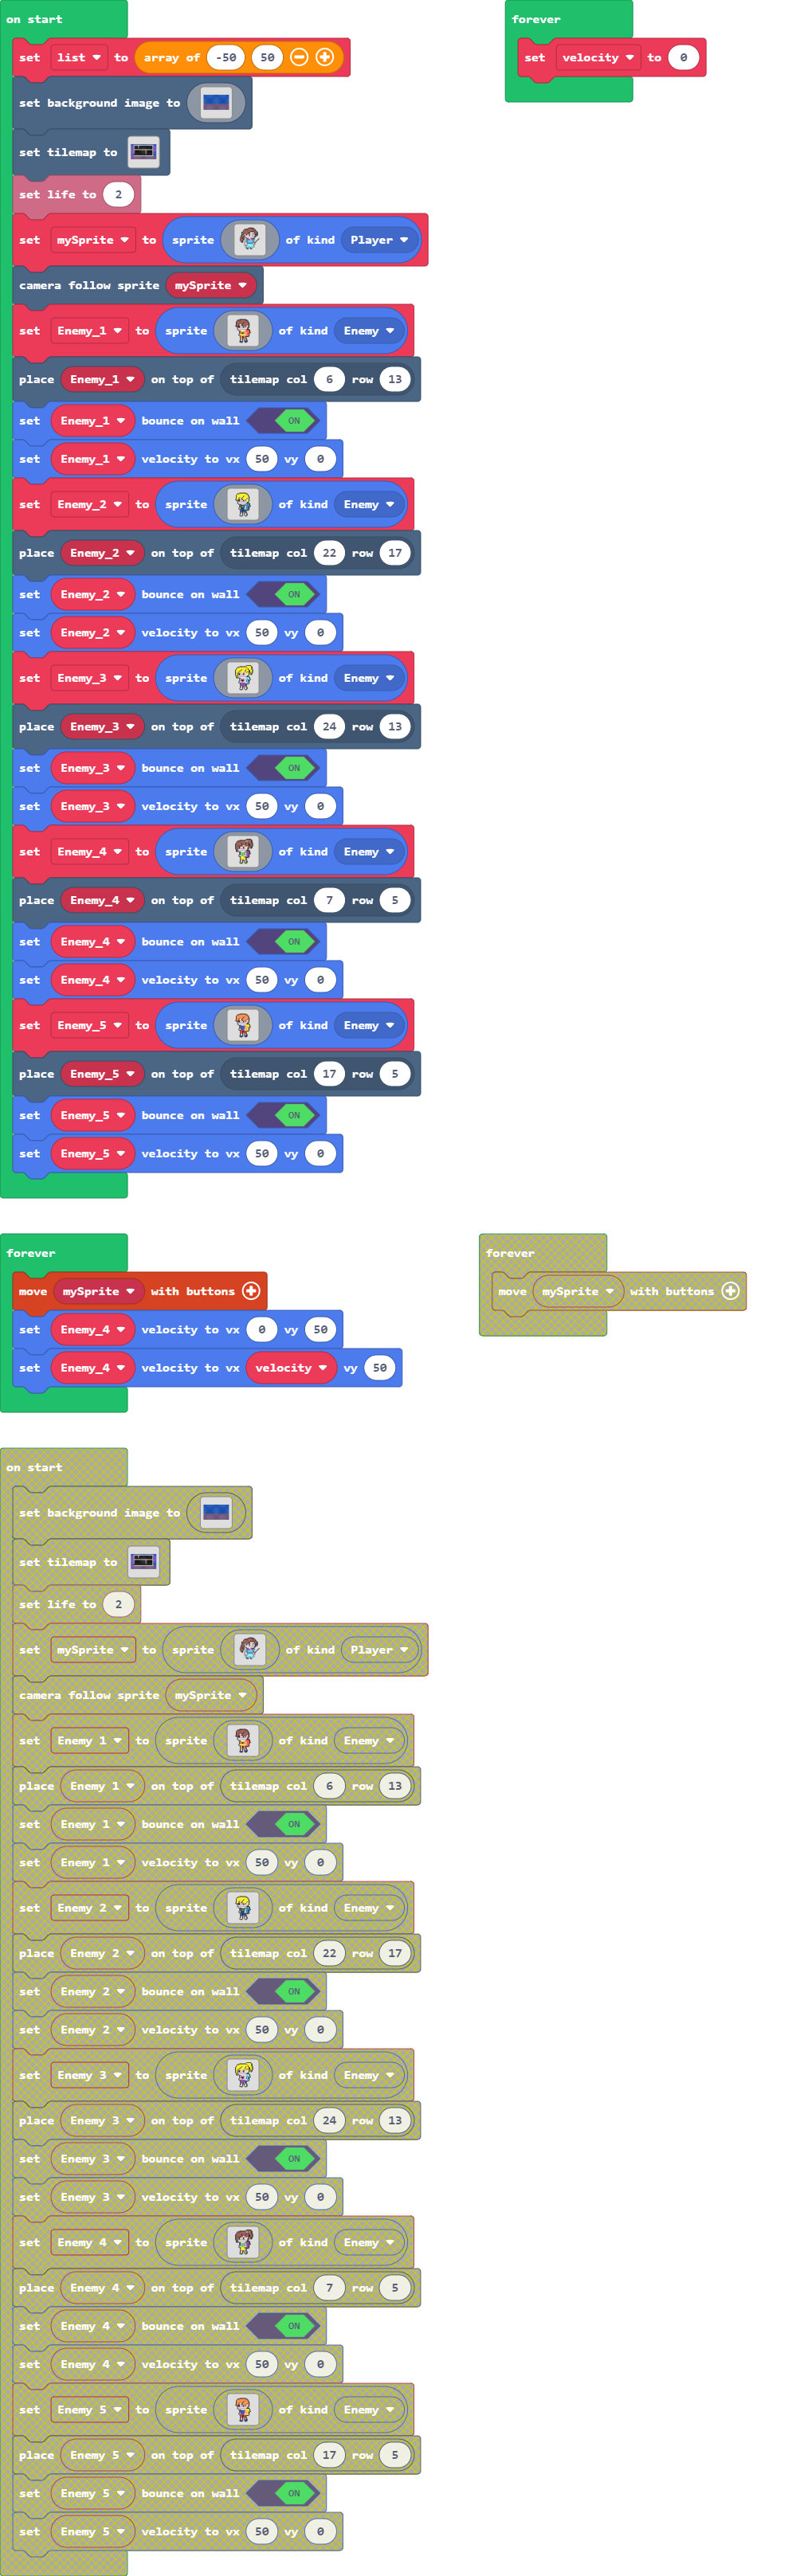 on start
set list to array of -50 50
set background image to
set tilemap to
set life to 2
set mySprite to sprite of kind Player
camera follow sprite mySprite
set Enemy_1 to sprite of kind Enemy
place Enemy_1 on top of tilemap col 6 row 13
set Enemy_1 bounce on wall ON
set Enemy_1 velocity to vx 50 vy 0
set Enemy_2 to sprite of kind Enemy
place Enemy_2 on top of tilemap col 22 row 17
set Enemy_2 bounce on wall ON
set Enemy_2 velocity to vx 50 vy 0
set Enemy_3 to sprite of kind Enemy
place Enemy_3 on top of tilemap col 24 row 13
set Enemy_3 bounce on wall ON
set Enemy_3 velocity to vx 50 vy 0
set Enemy_4 to sprite of kind Enemy
place Enemy_4 on top of tilemap col 7 row 5
set Enemy_4 bounce on wall ON
set Enemy_4 velocity to vx 50 vy 0
set Enemy_5 to sprite of kind Enemy
place Enemy_5 on top of tilemap col 17 row 5
set Enemy_5 bounce on wall ON
set Enemy_5 velocity to vx 50 vy 0
forever
set velocity to 0
forever
move mySprite with buttons
set Enemy_4 velocity to vx 0 vy 50
set Enemy_4 velocity to vx velocity vy 50
forever
move mySprite with buttons
on start
set background image to
set tilemap to
set life to 2
set mySprite to sprite of kind Player
camera follow sprite mySprite
set Enemy 1 to sprite of kind Enemy
place Enemy 1 on top of tilemap col 6 row 13
set Enemy 1 bounce on wall ON
set Enemy 1 velocity to vx 50 vy 0
set Enemy 2 to sprite of kind Enemy
place Enemy 2 on top of tilemap col 22 row 17
set Enemy 2 bounce on wall ON
set Enemy 2 velocity to vx 50 vy 0
set Enemy 3 to sprite of kind Enemy
place Enemy 3 on top of tilemap col 24 row 13
set Enemy 3 bounce on wall ON
set Enemy 3 velocity to vx 50 vy 0
set Enemy 4 to sprite of kind Enemy
place Enemy 4 on top of tilemap col 7 row 5
set Enemy 4 bounce on wall ON
set Enemy 4 velocity to vx 50 vy 0
set Enemy 5 to sprite of kind Enemy
place Enemy 5 on top of tilemap col 17 row 5
set Enemy 5 bounce on wall ON
set Enemy 5 velocity to vx 50 vy 0